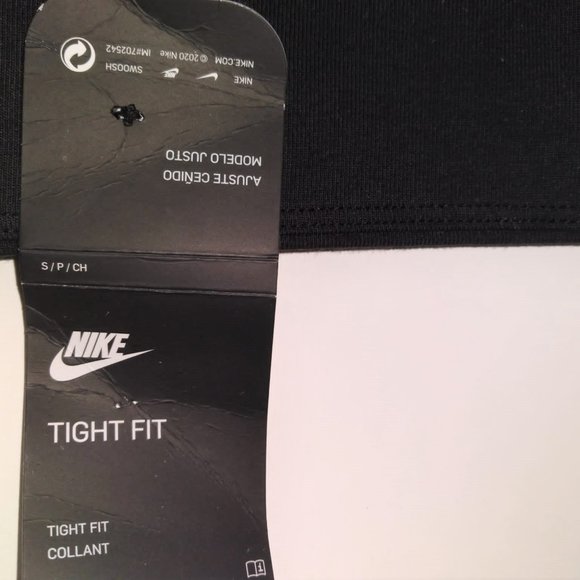 NIKE SWOOSH
NIKE.COM © 2020 Nike IM#702542
AJUSTE CEÑIDO
MODELO JUSTO
S / P / CH
NIKE
TIGHT FIT
TIGHT FIT
COLLANT
1